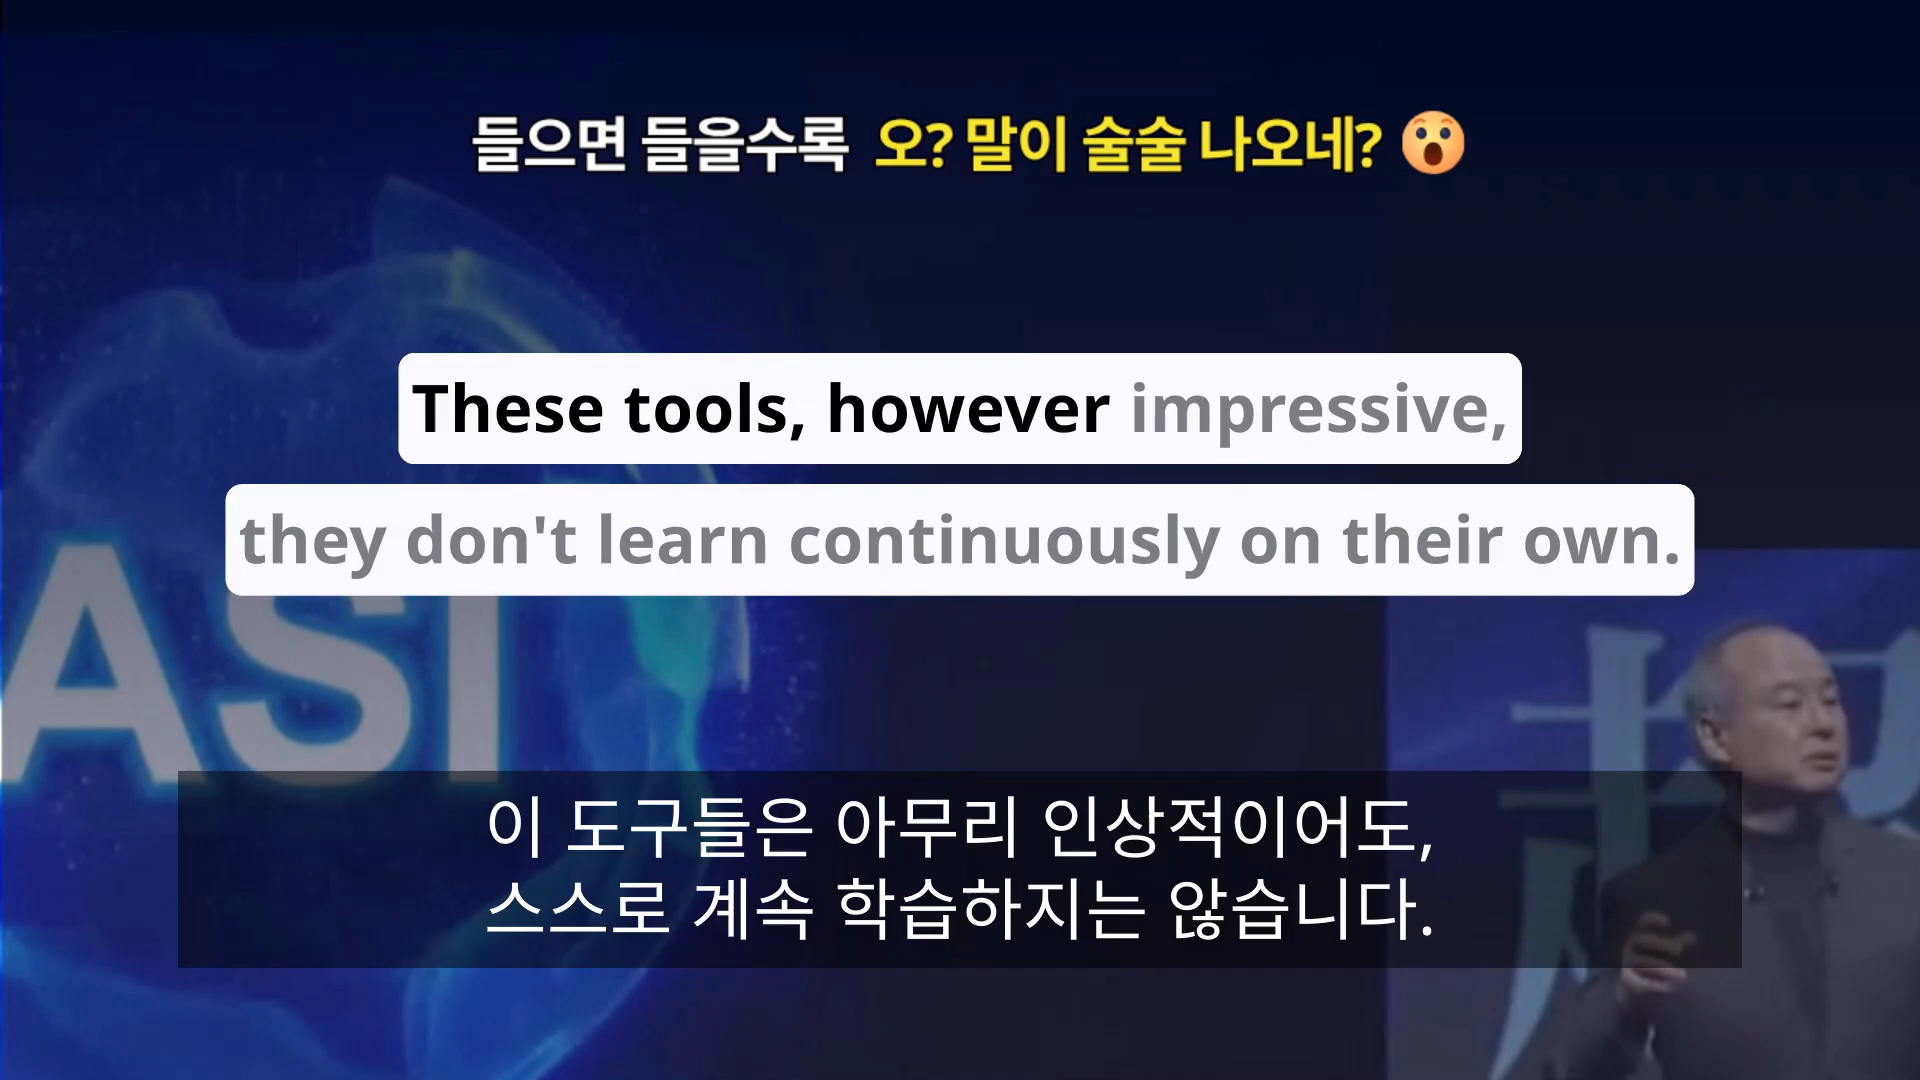 들으면 들을수록 오? 말이 술술 나오네? 😮
These tools, however impressive,
they don't learn continuously on their own.
ASI
이 도구들은 아무리 인상적이어도,
스스로 계속 학습하지는 않습니다.